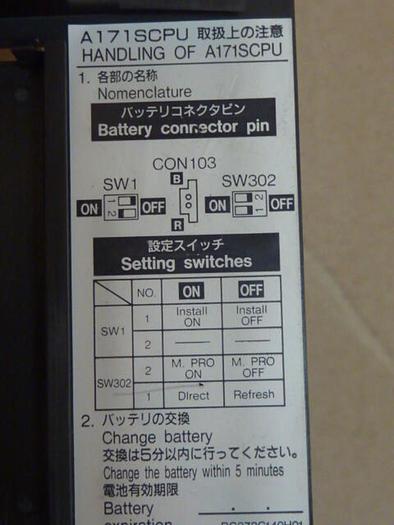 A171SCPU 取扱上の注意
HANDLING OF A171SCPU
1. 各部の名称
Nomenclature
バッテリコネクタピン
Battery connector pin
CON103
SW1 B SW302
ON 1 2 OFF ON 2 1 OFF
R
設定スイッチ
Setting switches
NO. ON OFF
SW1 1 Install ON Install OFF
2
SW302 2 M. PRO ON M. PRO OFF
1 Direct Refresh
2. バッテリの交換
Change battery
交換は5分以内に行ってください。
Change the battery within 5 minutes
電池有効期限
Battery
expiration